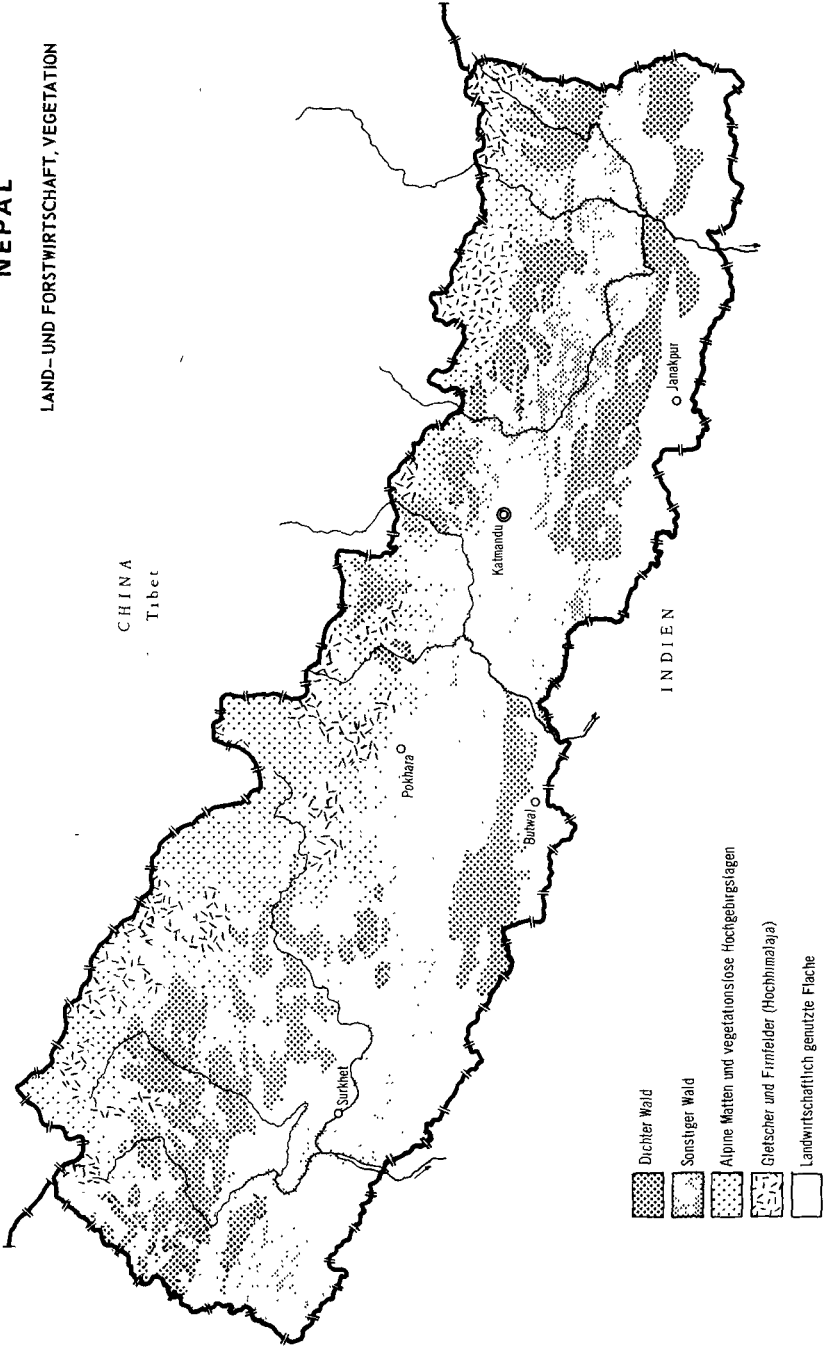 NEPAL
LAND-UND FORSTWIRTSCHAFT, VEGETATION
CHINA
Tibet
Katmandu
Janakpur
Pokhara
Butwal
Surkhet
INDIEN
Dichter Wald
Sonstiger Wald
Alpine Matten und vegetationslose Hochgebirgslagen
Gletscher und Firnfelder (Hochhimalaja)
Landwirtschaftlich genutzte Flache